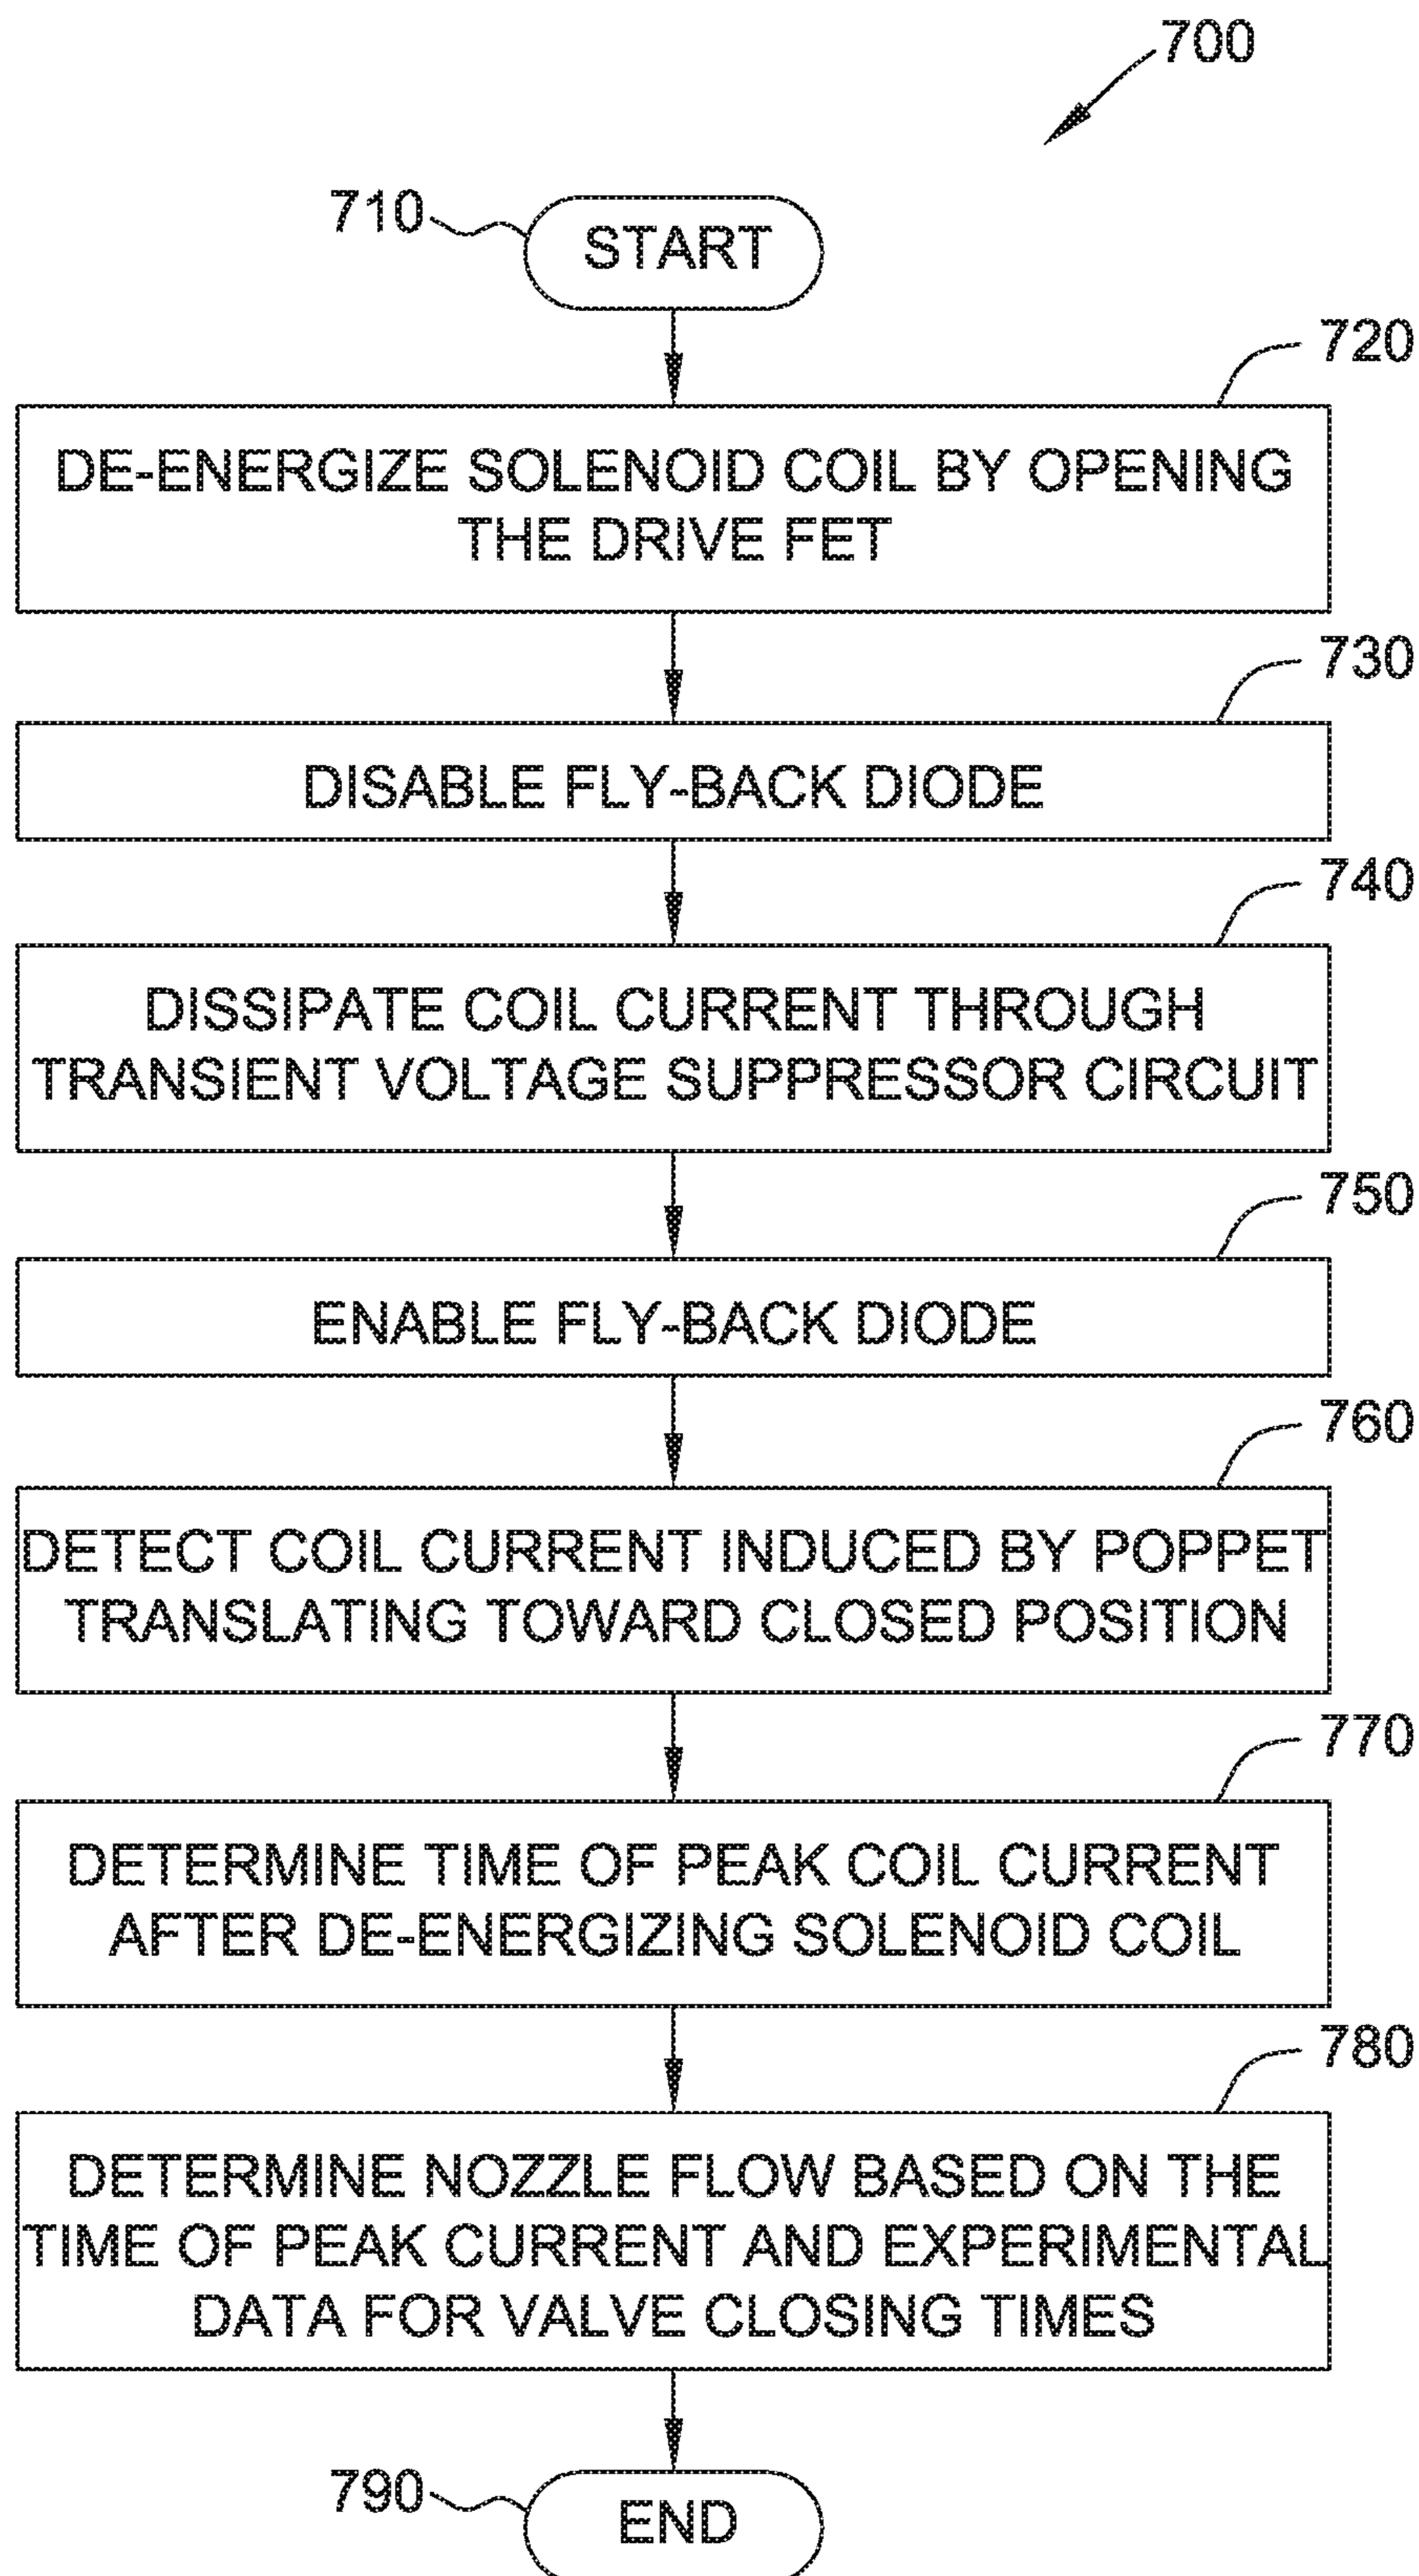 700
710
START
720
DE-ENERGIZE SOLENOID COIL BY OPENING
THE DRIVE FET
730
DISABLE FLY-BACK DIODE
740
DISSIPATE COIL CURRENT THROUGH
TRANSIENT VOLTAGE SUPPRESSOR CIRCUIT
750
ENABLE FLY-BACK DIODE
760
DETECT COIL CURRENT INDUCED BY POPPET
TRANSLATING TOWARD CLOSED POSITION
770
DETERMINE TIME OF PEAK COIL CURRENT
AFTER DE-ENERGIZING SOLENOID COIL
780
DETERMINE NOZZLE FLOW BASED ON THE
TIME OF PEAK CURRENT AND EXPERIMENTAL
DATA FOR VALVE CLOSING TIMES
790
END